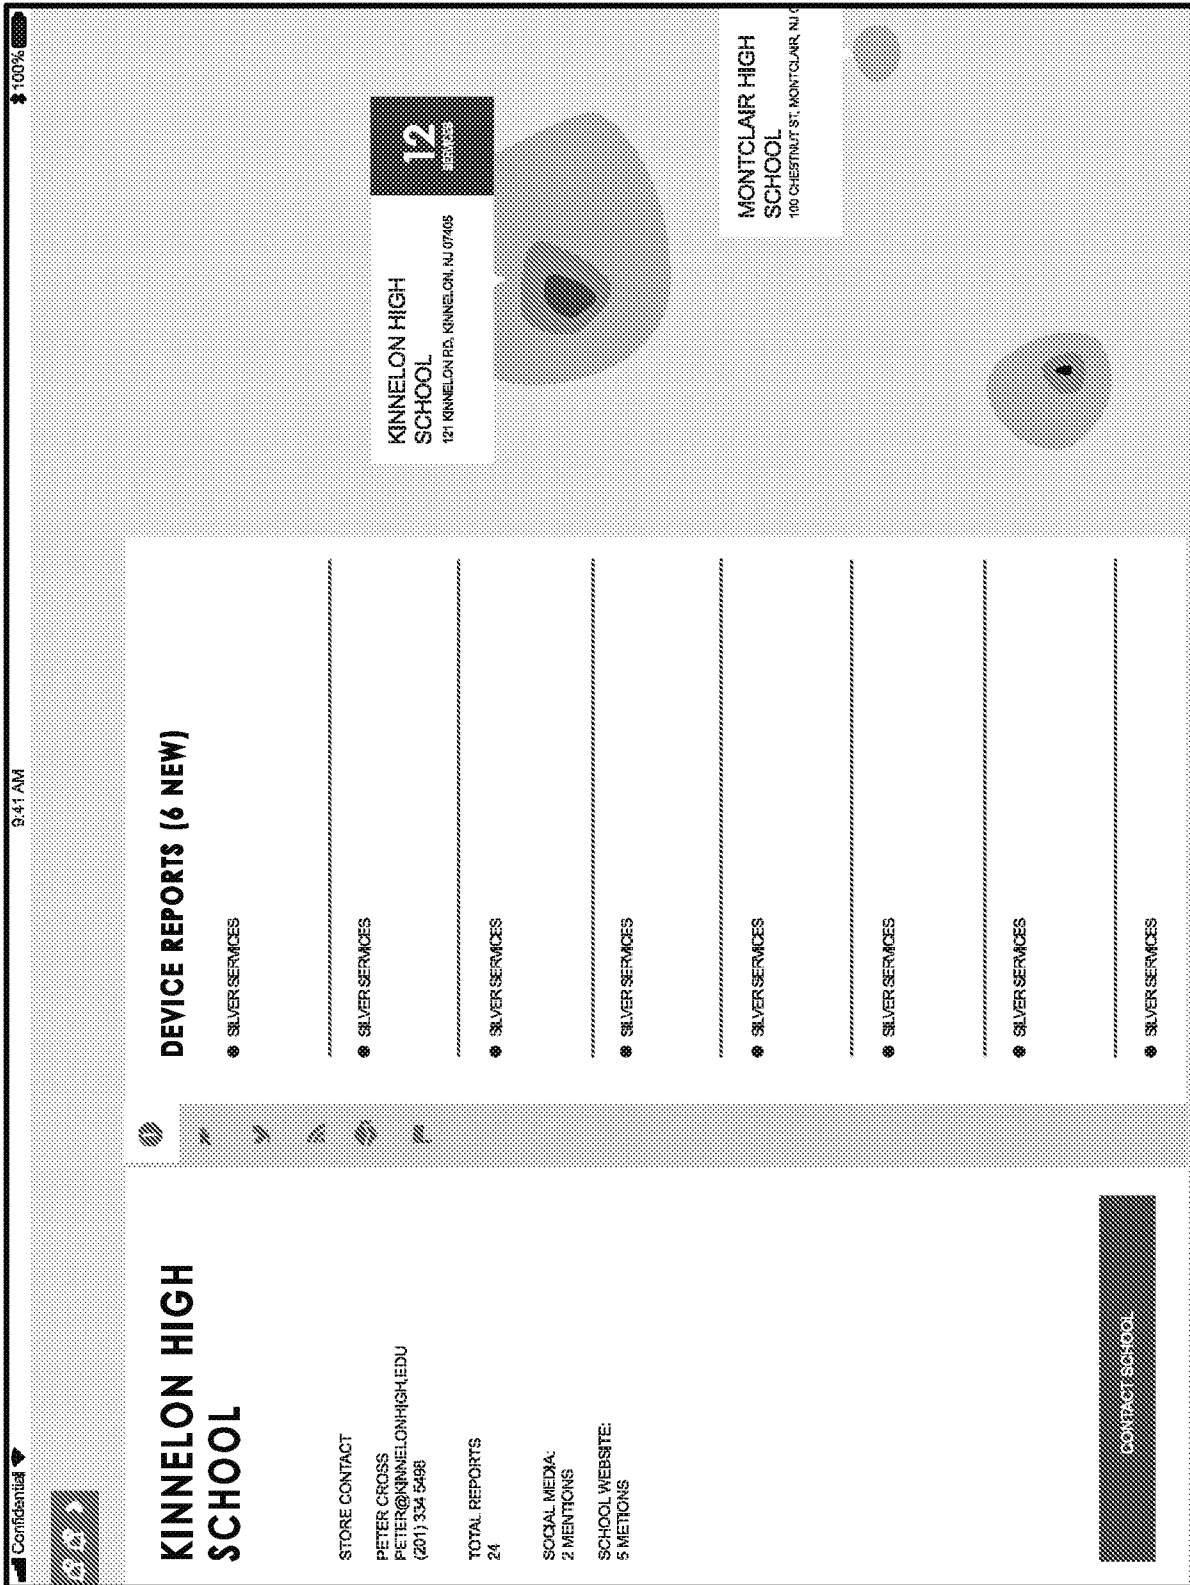 Confidential
9:41 AM
100%
KINNELON HIGH
SCHOOL
STORE CONTACT
PETER CROSS
PETER@KINNELONHIGH.EDU
(201) 334 5498
TOTAL REPORTS
24
SOCIAL MEDIA:
2 MENTIONS
SCHOOL WEBSITE:
5 METIONS
CONTACT SCHOOL
DEVICE REPORTS (6 NEW)
SILVER SERVICES
SILVER SERVICES
SILVER SERVICES
SILVER SERVICES
SILVER SERVICES
SILVER SERVICES
SILVER SERVICES
SILVER SERVICES
KINNELON HIGH
SCHOOL
121 KINNELON RD, KINNELON, NJ 07405
12
SERVICES
MONTCLAIR HIGH
SCHOOL
100 CHESTNUT ST, MONTCLAIR, NJ